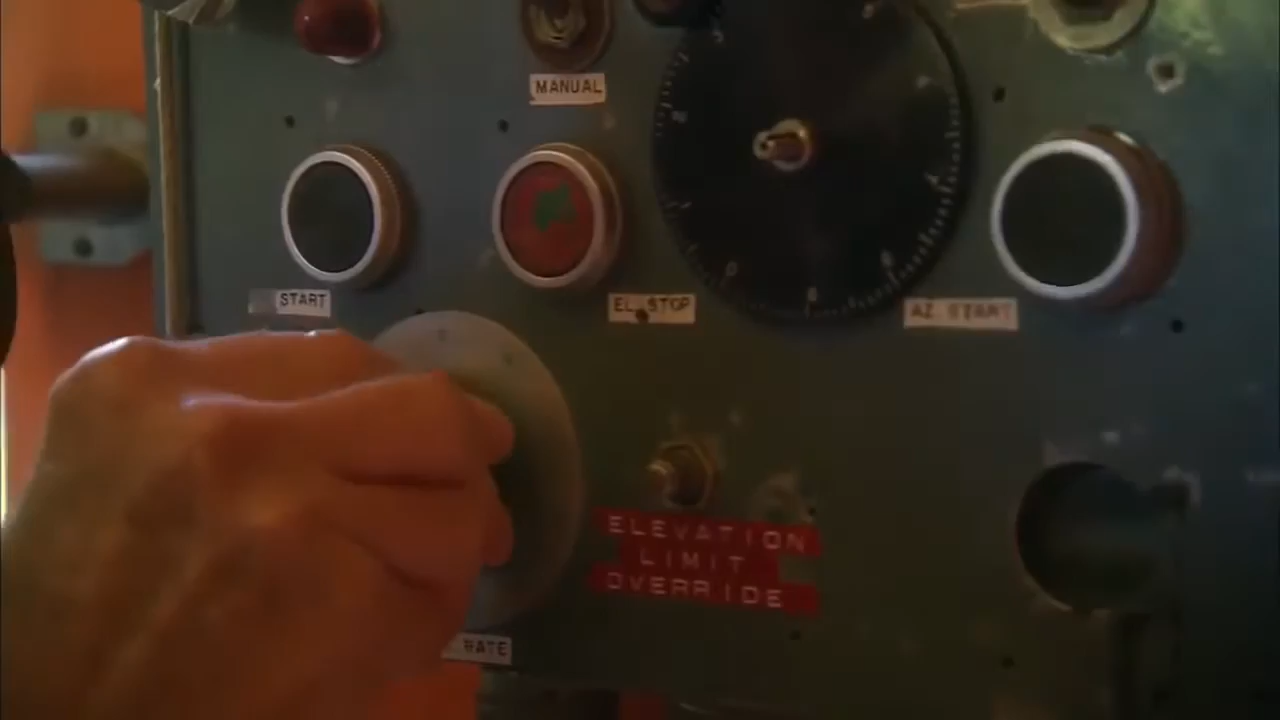 MANUAL
START
EL. STOP
AZ START
ELEVATION
LIMIT
OVERRIDE
RATE